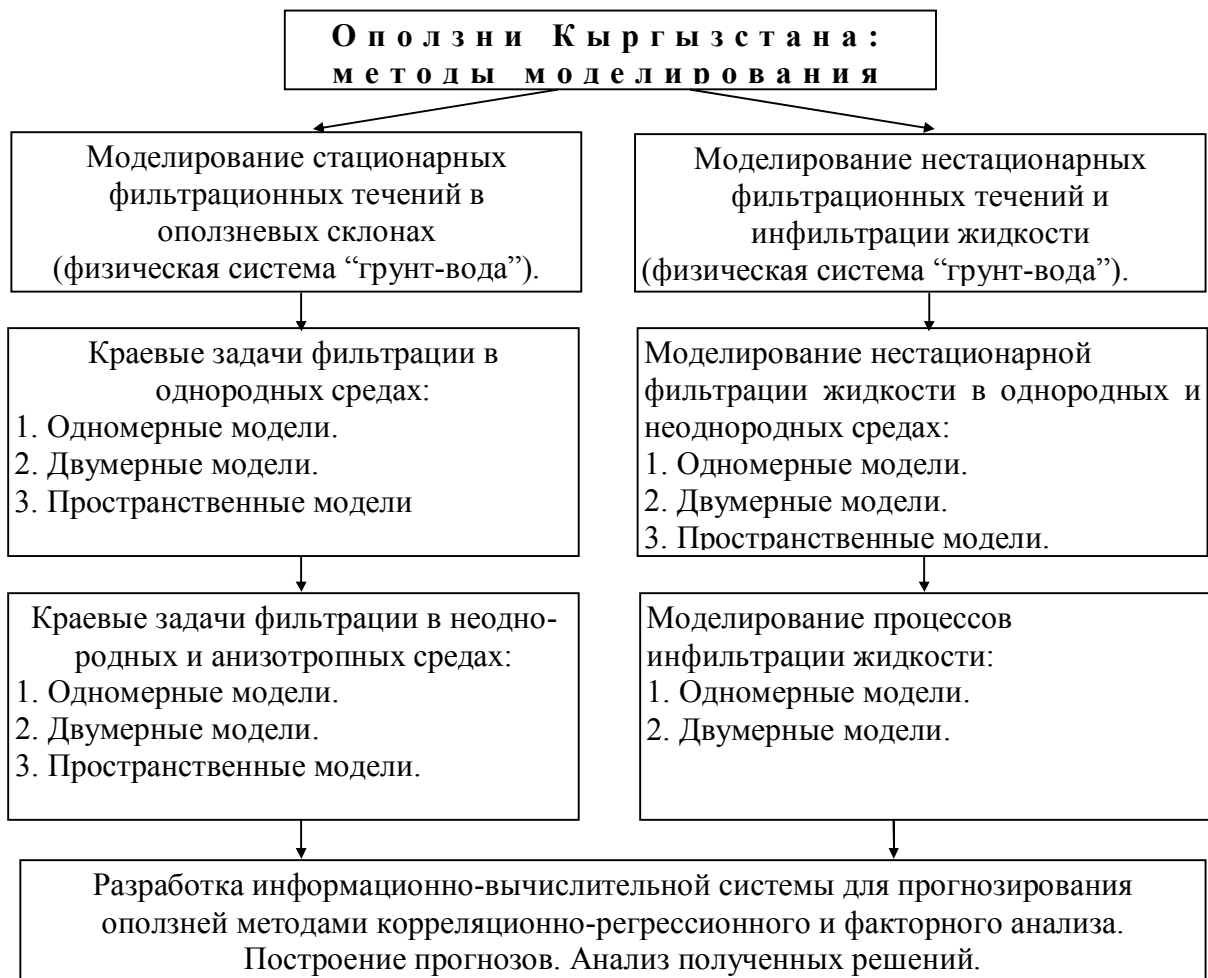 Оползни Кыргызстана:
методы моделирования
Моделирование стационарных
фильтрационных течений в
оползневых склонах
(физическая система “грунт-вода”).
Моделирование нестационарных
фильтрационных течений и
инфильтрации жидкости
(физическая система “грунт-вода”).
Краевые задачи фильтрации в
однородных средах:
1. Одномерные модели.
2. Двумерные модели.
3. Пространственные модели
Моделирование нестационарной
фильтрации жидкости в однородных и
неоднородных средах:
1. Одномерные модели.
2. Двумерные модели.
3. Пространственные модели.
Краевые задачи фильтрации в неодно-
родных и анизотропных средах:
1. Одномерные модели.
2. Двумерные модели.
3. Пространственные модели.
Моделирование процессов
инфильтрации жидкости:
1. Одномерные модели.
2. Двумерные модели.
Разработка информационно-вычислительной системы для прогнозирования
оползней методами корреляционно-регрессионного и факторного анализа.
Построение прогнозов. Анализ полученных решений.